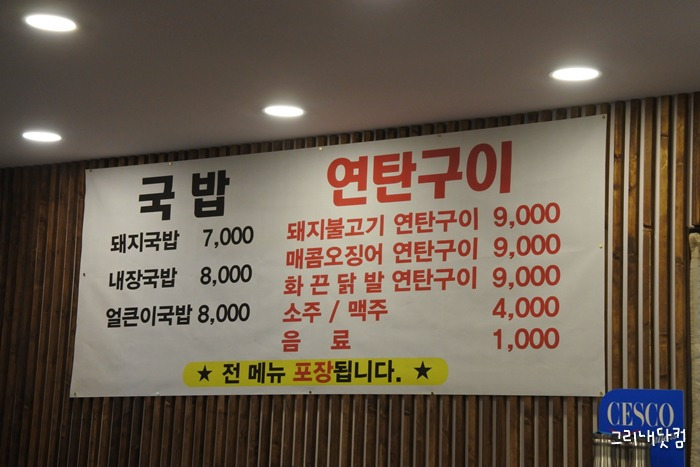 국밥
돼지국밥 7,000
내장국밥 8,000
얼큰이국밥 8,000
연탄구이
돼지불고기 연탄구이 9,000
매콤오징어 연탄구이 9,000
화끈닭발 연탄구이 9,000
소주 / 맥주 4,000
음료 1,000
★ 전 메뉴 포장됩니다. ★
CESCO
그리내닷컴